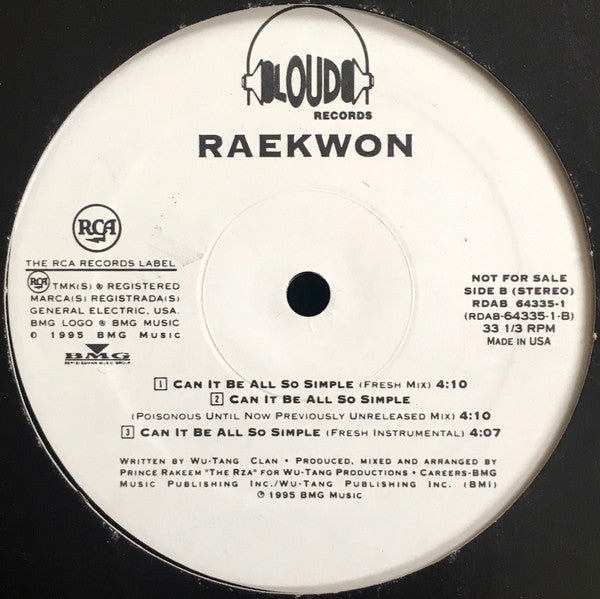 LOUD
RECORDS
RAEKWON
RCA
THE RCA RECORDS LABEL
RCA TMK(S) ® REGISTERED
MARCA(S) REGISTRADA(S)
GENERAL ELECTRIC, USA.
BMG LOGO ® BMG MUSIC
© 1995 BMG MUSIC
BMG
BERTELSMANN MUSIC GROUP
NOT FOR SALE
SIDE B (STEREO)
RDAB 64335-1
(RDAB-64335-1-B)
33 1/3 RPM
MADE IN USA
1 CAN IT BE ALL SO SIMPLE (FRESH MIX) 4:10
2 CAN IT BE ALL SO SIMPLE
(POISONOUS UNTIL NOW PREVIOUSLY UNRELEASED MIX) 4:10
3 CAN IT BE ALL SO SIMPLE (FRESH INSTRUMENTAL) 4:07
WRITTEN BY WU-TANG CLAN • PRODUCED, MIXED AND ARRANGED BY
PRINCE RAKEEM "THE RZA" FOR WU-TANG PRODUCTIONS • CAREERS-BMG
MUSIC PUBLISHING INC./WU-TANG PUBLISHING INC. (BMI)
℗ 1995 BMG MUSIC